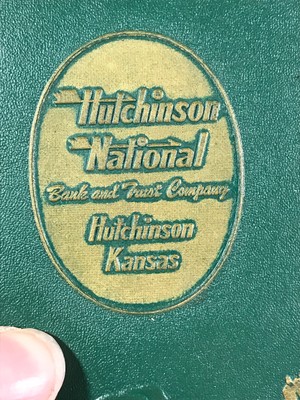 Hutchinson
National
Bank and Trust Company
Hutchinson
Kansas